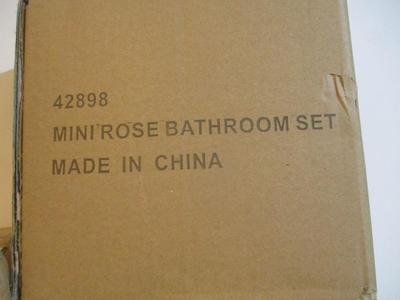 42898
MINI ROSE BATHROOM SET
MADE IN CHINA